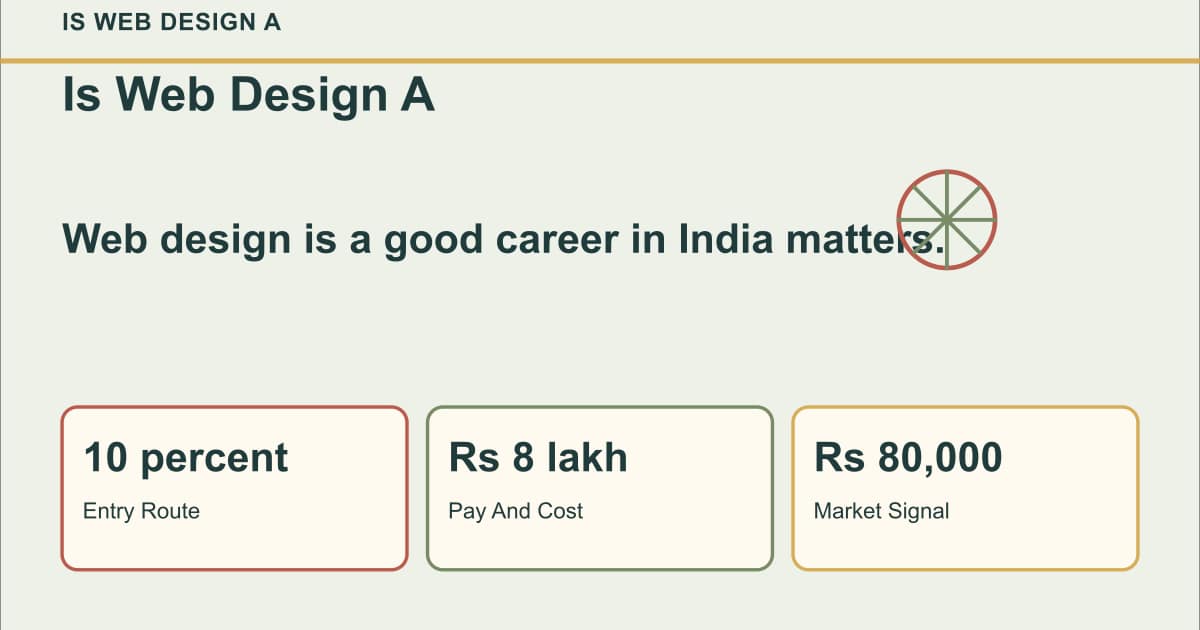 IS WEB DESIGN A
Is Web Design A
Web design is a good career in India matters.
10 percent
Entry Route
Rs 8 lakh
Pay And Cost
Rs 80,000
Market Signal